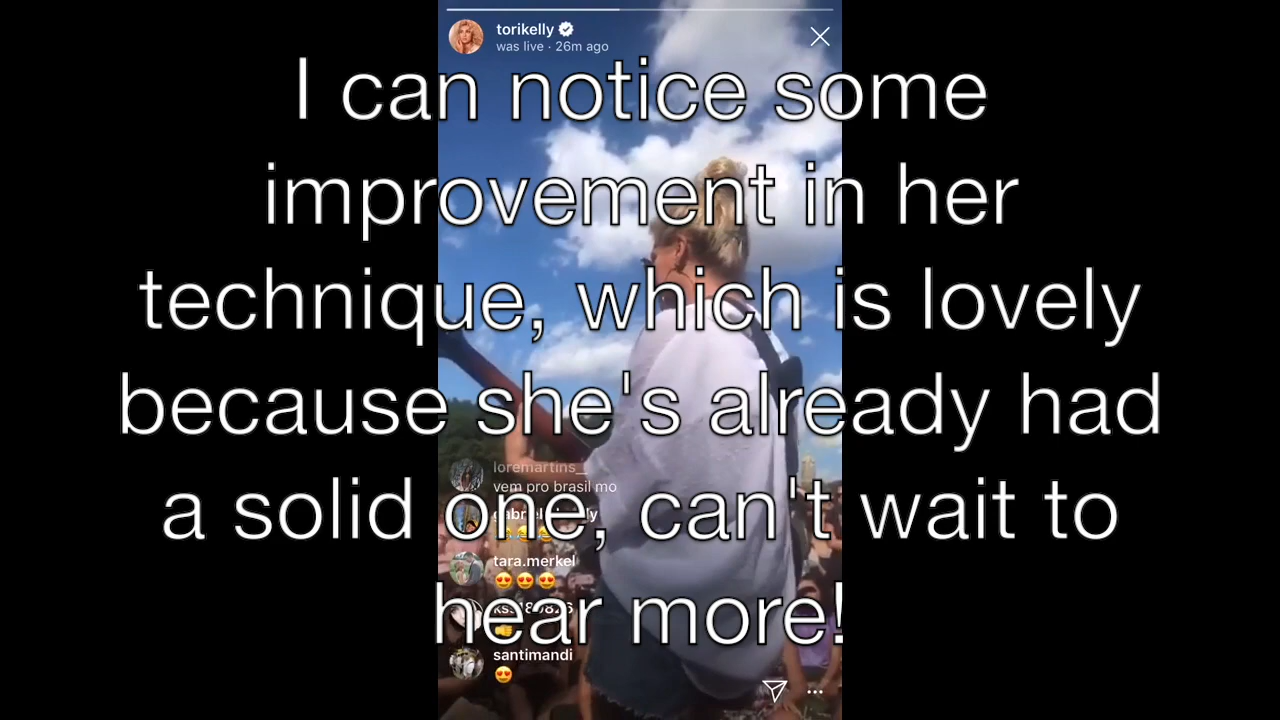 torikelly
was live · 26m ago
I can notice some
improvement in her
technique, which is lovely
because she's already had
a solid one, can't wait to
hear more!
loremartins_
vem pro brasil mo
tara.merkel
santimandi